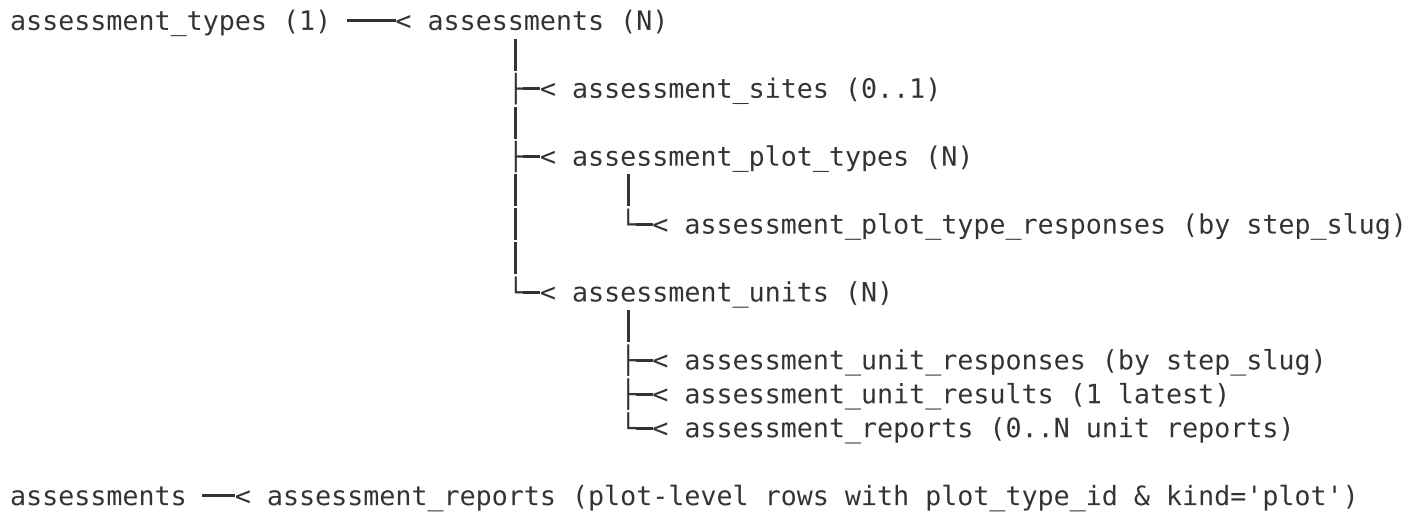 assessment_types (1) ───< assessments (N)
├─< assessment_sites (0..1)
├─< assessment_plot_types (N)
└─< assessment_plot_type_responses (by step_slug)
└─< assessment_units (N)
├─< assessment_unit_responses (by step_slug)
├─< assessment_unit_results (1 latest)
└─< assessment_reports (0..N unit reports)
assessments ──< assessment_reports (plot-level rows with plot_type_id & kind='plot')